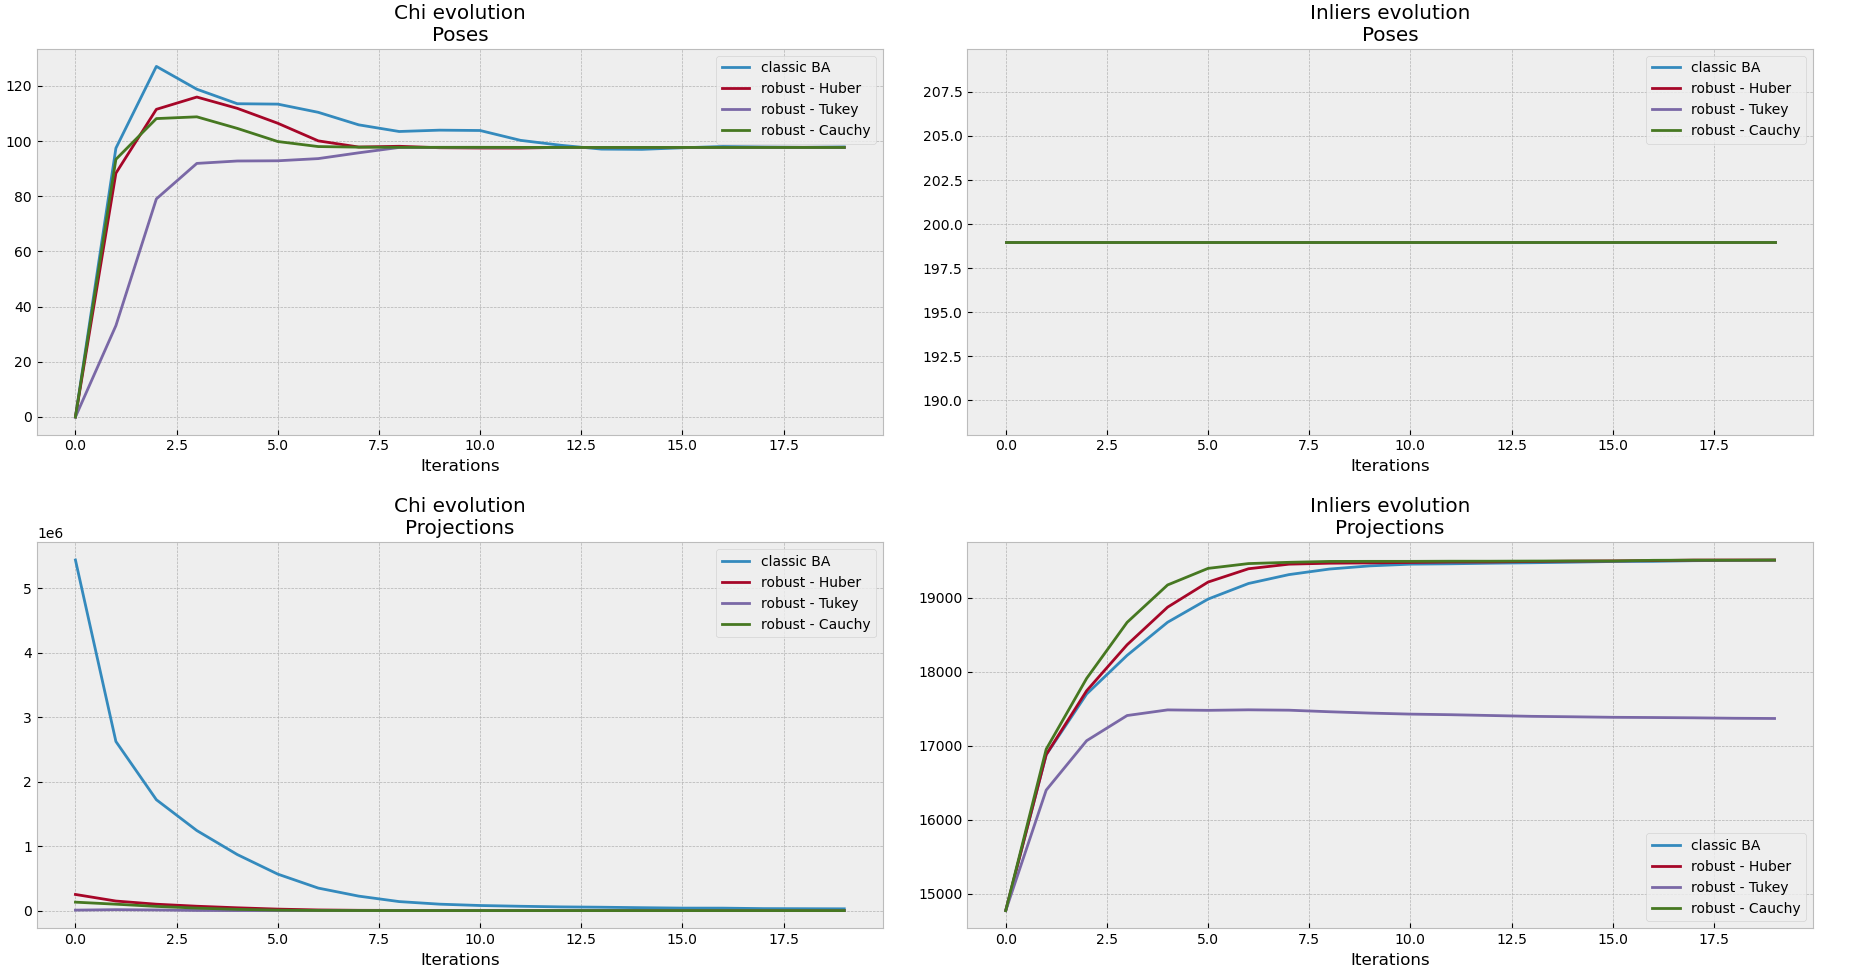 Chi evolution
Poses
classic BA
robust - Huber
robust - Tukey
robust - Cauchy
120
100
80
60
40
20
0
0.0 2.5 5.0 7.5 10.0 12.5 15.0 17.5
Iterations
Inliers evolution
Poses
classic BA
robust - Huber
robust - Tukey
robust - Cauchy
207.5
205.0
202.5
200.0
197.5
195.0
192.5
190.0
0.0 2.5 5.0 7.5 10.0 12.5 15.0 17.5
Iterations
Chi evolution
Projections
1e6
classic BA
robust - Huber
robust - Tukey
robust - Cauchy
5
4
3
2
1
0
0.0 2.5 5.0 7.5 10.0 12.5 15.0 17.5
Iterations
Inliers evolution
Projections
19000
18000
17000
16000
15000
classic BA
robust - Huber
robust - Tukey
robust - Cauchy
0.0 2.5 5.0 7.5 10.0 12.5 15.0 17.5
Iterations